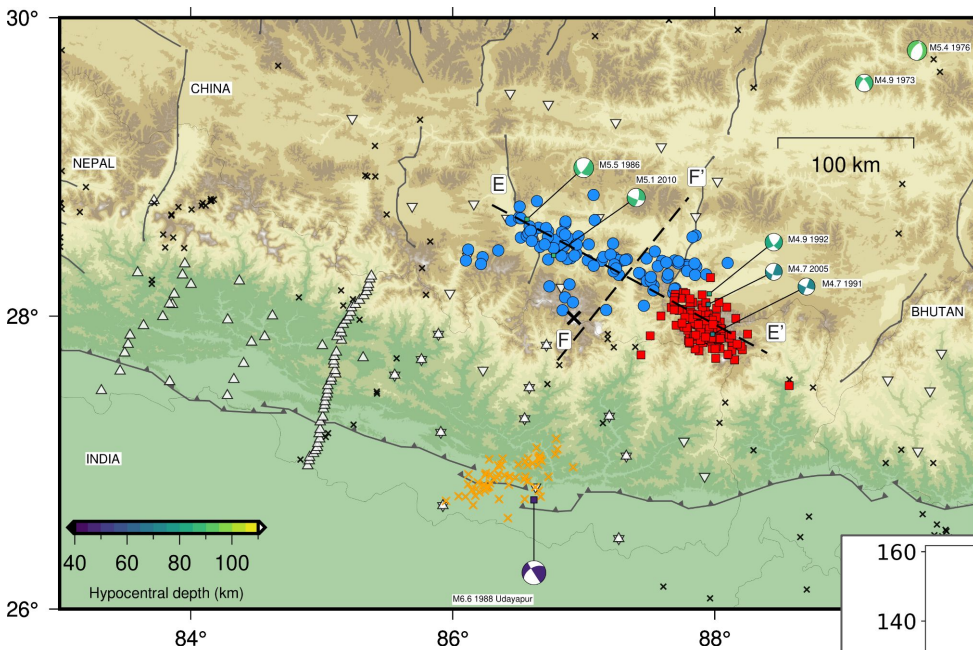 30°
M5.4 1976
M4.9 1973
CHINA
100 km
NEPAL
M5.5 1986
M5.1 2010
E
F'
M4.9 1992
M4.7 2005
M4.7 1991
28°
BHUTAN
F
E'
INDIA
40 60 80 100
Hypocentral depth (km)
M6.6 1988 Udayapur
160
140
26°
84° 86° 88°